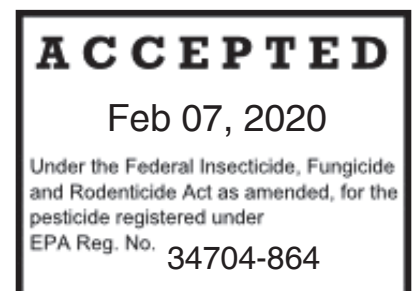 ACCEPTED
Feb 07, 2020
Under the Federal Insecticide, Fungicide
and Rodenticide Act as amended, for the
pesticide registered under
EPA Reg. No. 34704-864